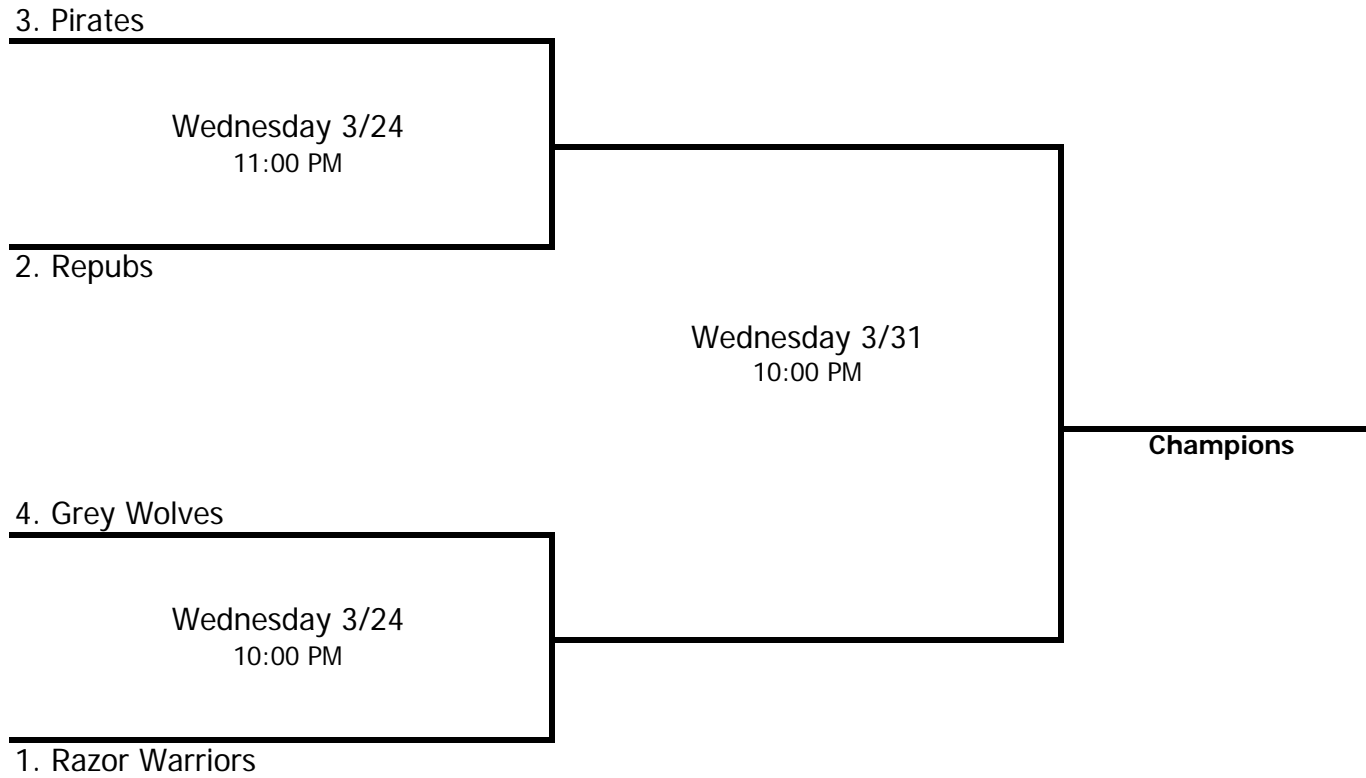 3. Pirates
Wednesday 3/24
11:00 PM
2. Repubs
Wednesday 3/31
10:00 PM
Champions
4. Grey Wolves
Wednesday 3/24
10:00 PM
1. Razor Warriors